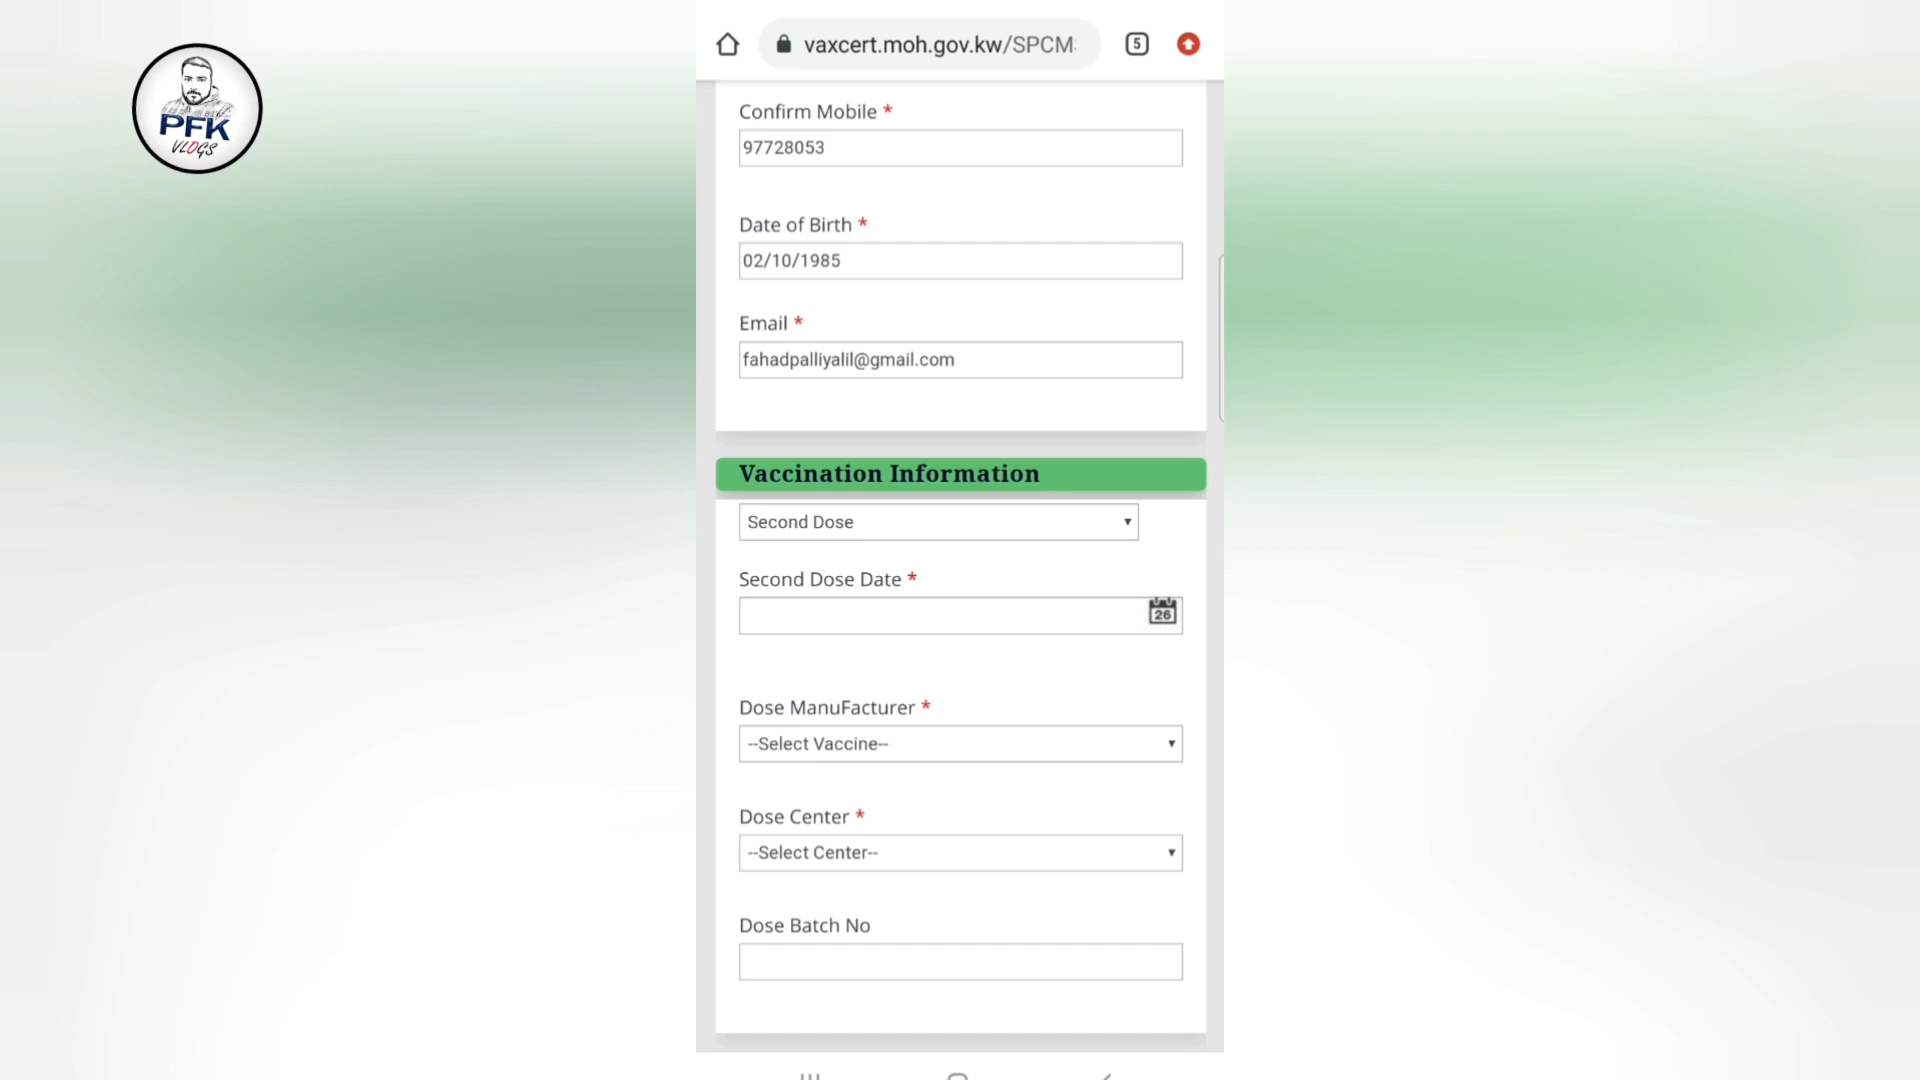 PFK
VLOGS
vaxcert.moh.gov.kw/SPCM
5
Confirm Mobile *
97728053
Date of Birth *
02/10/1985
Email *
fahadpalliyalil@gmail.com
Vaccination Information
Second Dose
Second Dose Date *
26
Dose ManuFacturer *
--Select Vaccine--
Dose Center *
--Select Center--
Dose Batch No